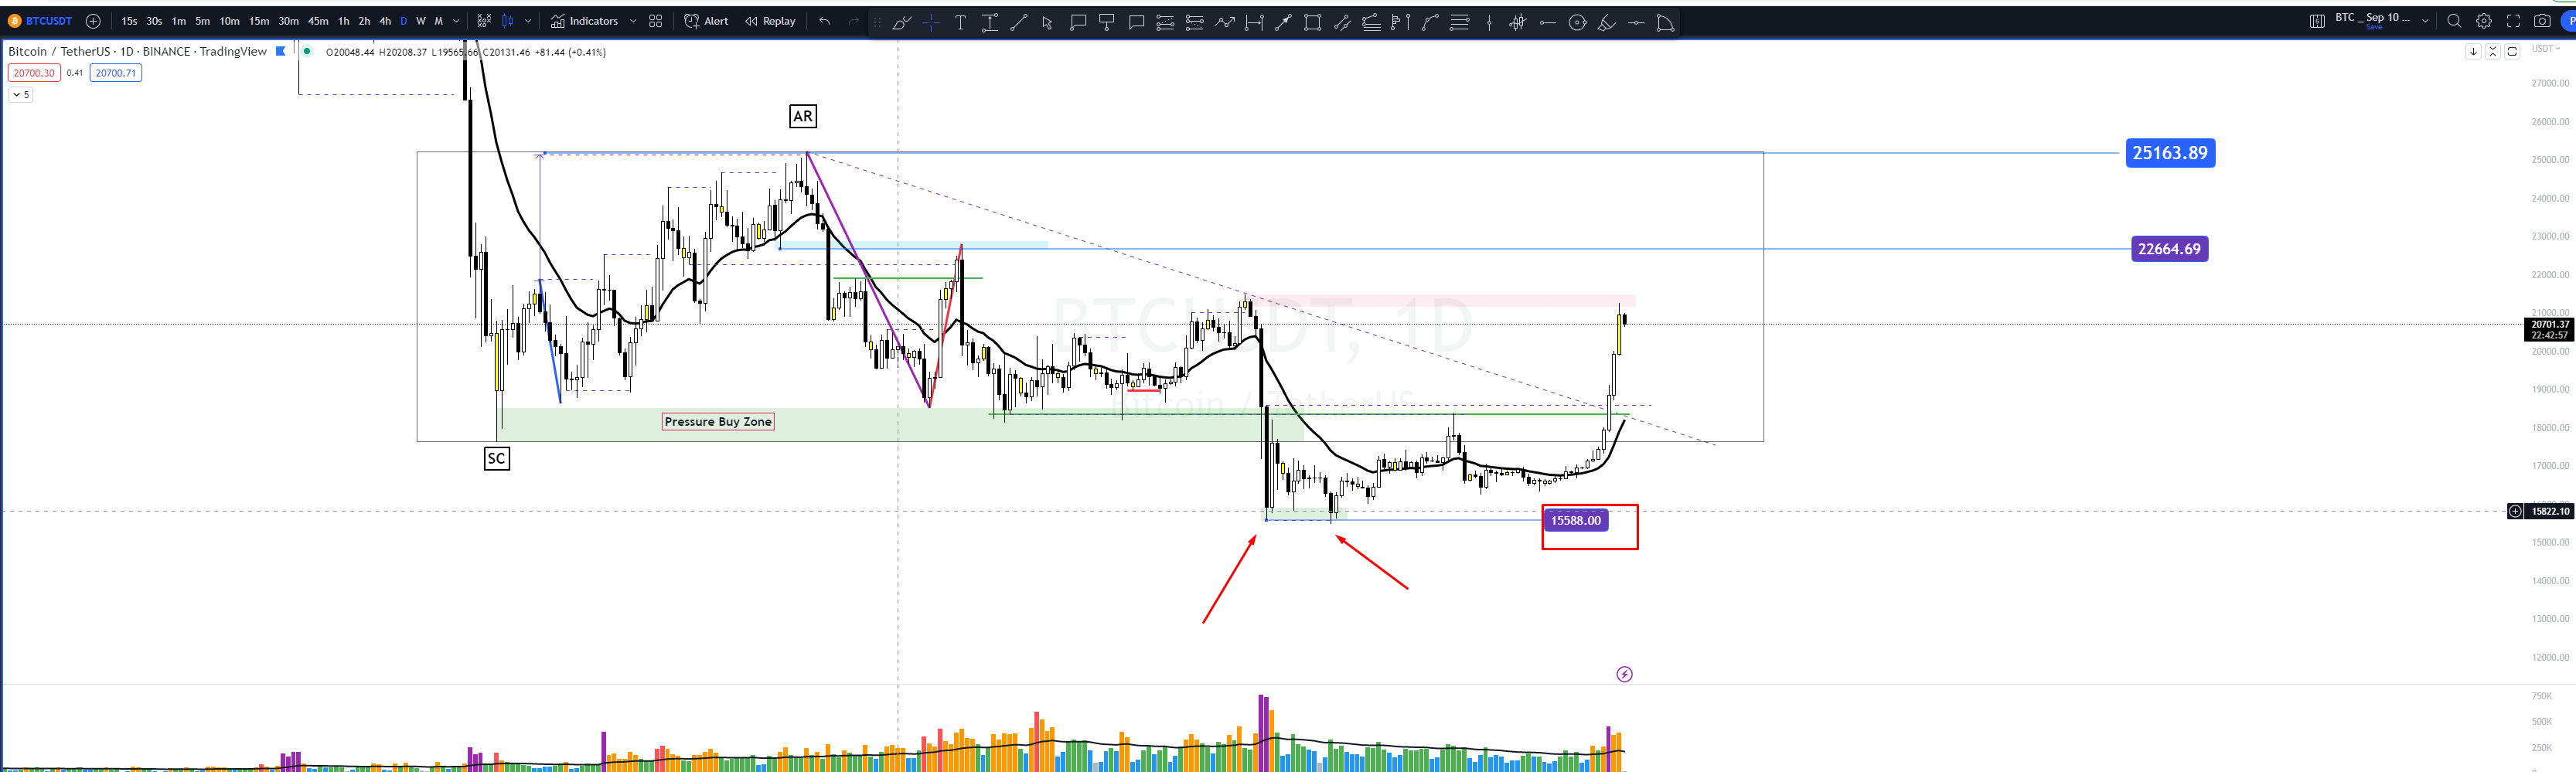 BTCUSDT 15s 30s 1m 5m 10m 15m 30m 45m 1h 2h 4h D W M Indicators Alert Replay BTC _ Sep 10 ...
Save
Bitcoin / TetherUS · 1D · BINANCE · TradingView O20048.44 H20208.37 L19565.66 C20131.46 +81.44 (+0.41%)
USDT
20700.30 0.41 20700.71
5
27000.00
AR
26000.00
25163.89
25000.00
24000.00
22664.69
23000.00
22000.00
BTCUSDT, 1D
21000.00
20701.37
22:42:57
20000.00
19000.00
Bitcoin / TetherUS
Pressure Buy Zone
18000.00
SC
17000.00
15822.10
15588.00
15000.00
14000.00
13000.00
12000.00
750K
500K
250K